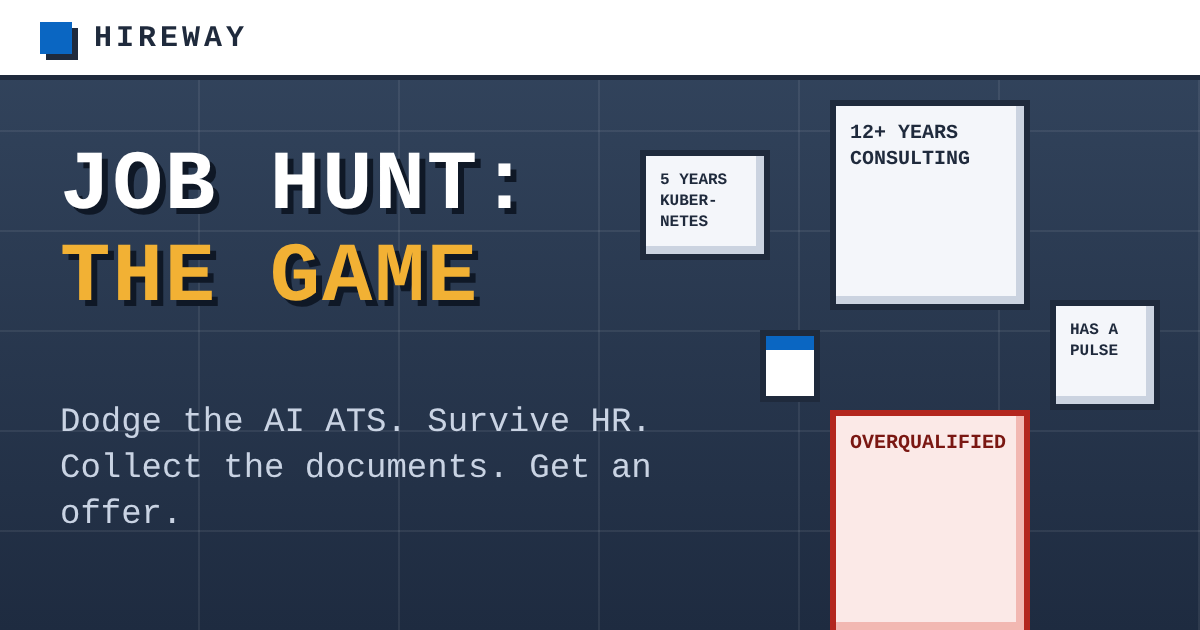 HIREWAY
JOB HUNT:
THE GAME
Dodge the AI ATS. Survive HR.
Collect the documents. Get an
offer.
5 YEARS
KUBER-
NETES
12+ YEARS
CONSULTING
HAS A
PULSE
OVERQUALIFIED